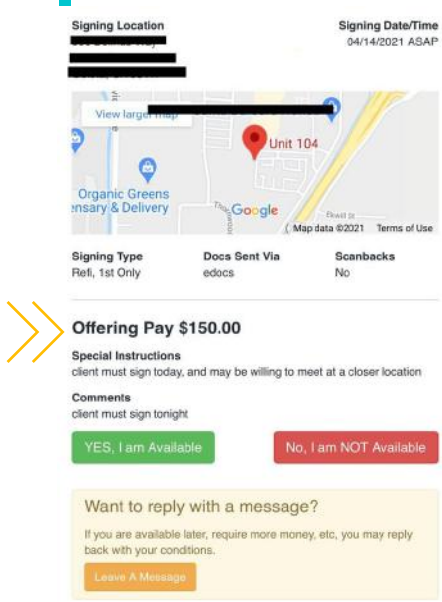 Signing Location
Signing Date/Time
04/14/2021 ASAP
View larger map
Unit 104
Organic Greens
ensary & Delivery
Google
Map data ©2021
Terms of Use
Signing Type
Docs Sent Via
Scanbacks
Refi, 1st Only
edocs
No
Offering Pay $150.00
Special Instructions
client must sign today, and may be willing to meet at a closer location
Comments
client must sign tonight
YES, I am Available
No, I am NOT Available
Want to reply with a message?
If you are available later, require more money, etc, you may reply
back with your conditions.
Leave A Message